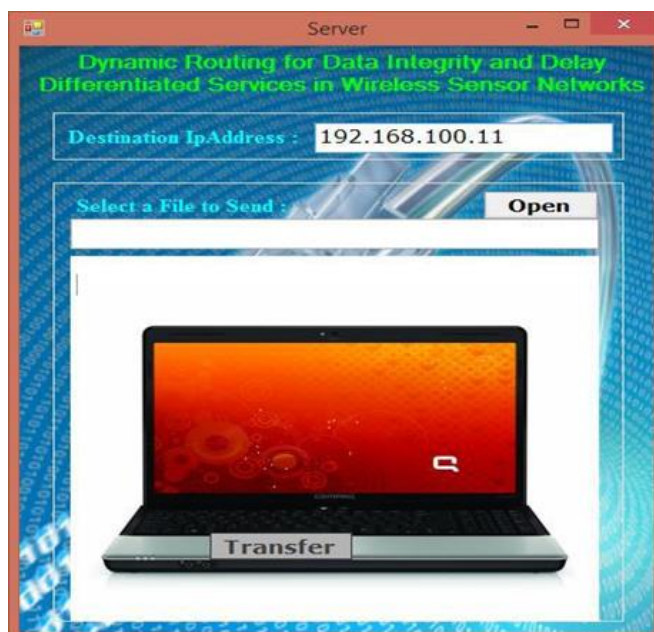 Server
Dynamic Routing for Data Integrity and Delay
Differentiated Services in Wireless Sensor Networks
Destination IpAddress : 192.168.100.11
Select a File to Send : Open
COMPAQ
Transfer